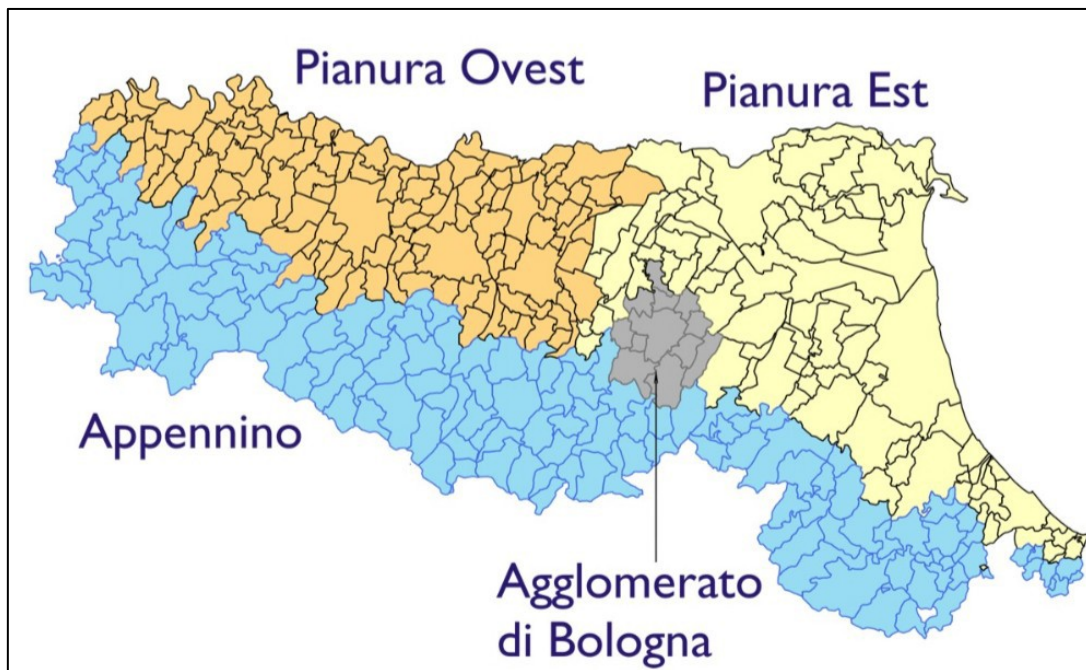 Pianura Ovest
Pianura Est
Appennino
Agglomerato
di Bologna